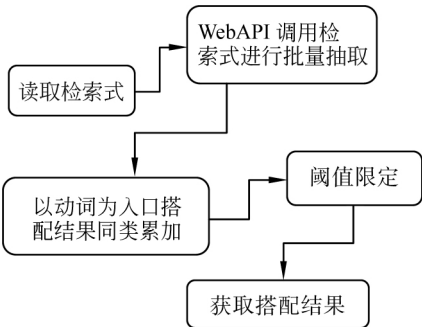 读取检索式
WebAPI 调用检
索式进行批量抽取
以动词为入口搭
配结果同类累加
阈值限定
获取搭配结果